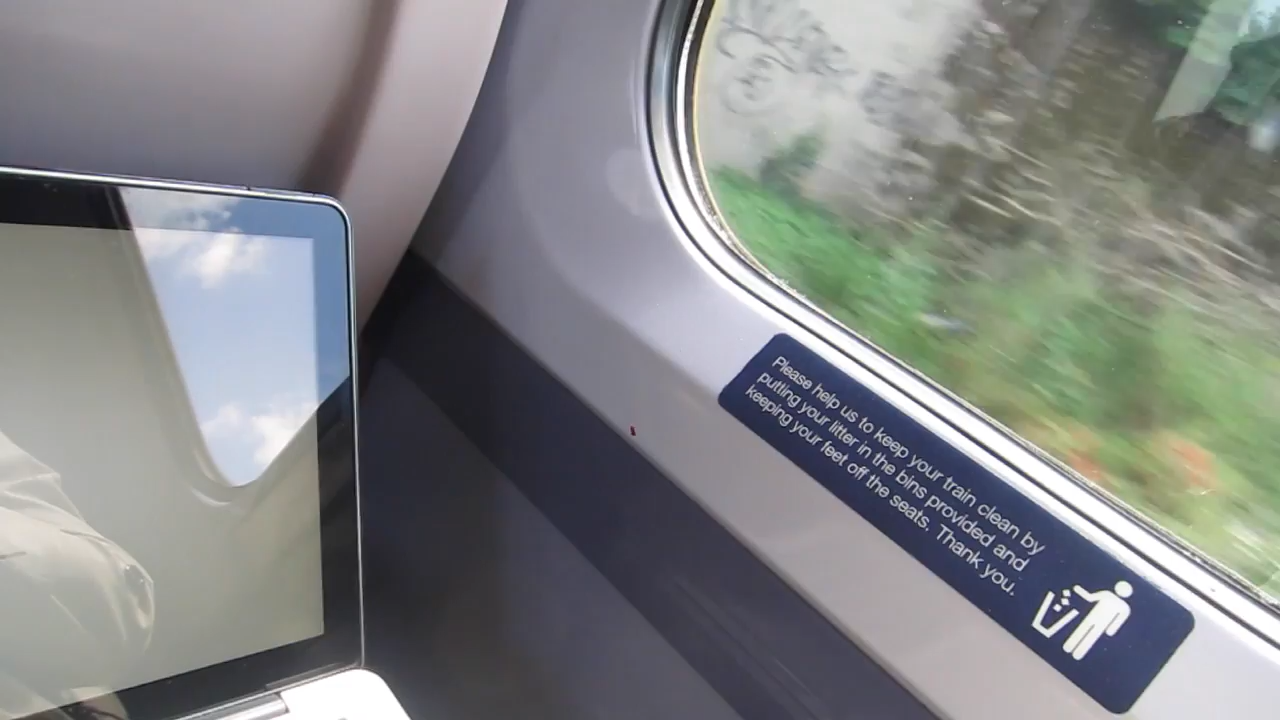 Please help us to keep your train clean by
putting your litter in the bins provided and
keeping your feet off the seats. Thank you.